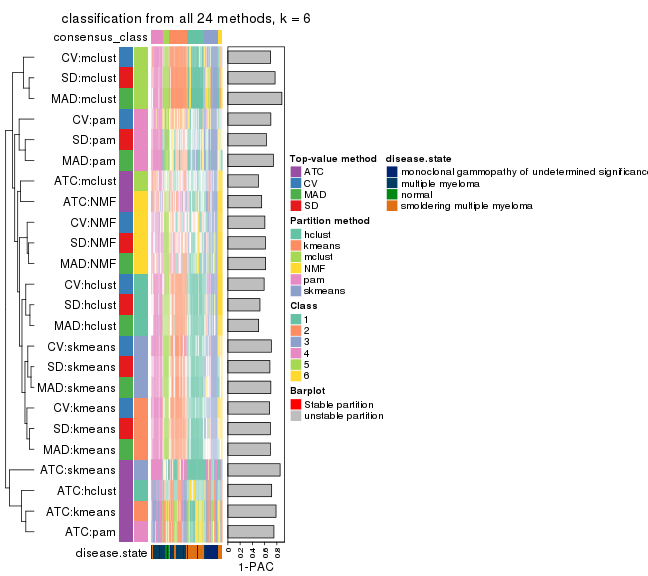 classification from all 24 methods, k = 6
consensus_class
CV:mclust
SD:mclust
MAD:mclust
CV:pam
SD:pam
MAD:pam
ATC:mclust
ATC:NMF
CV:NMF
SD:NMF
MAD:NMF
CV:hclust
SD:hclust
MAD:hclust
CV:skmeans
SD:skmeans
MAD:skmeans
CV:kmeans
SD:kmeans
MAD:kmeans
ATC:skmeans
ATC:hclust
ATC:kmeans
ATC:pam
disease.state
0
0.2
0.4
0.6
0.8
1-PAC
Top-value method
ATC
CV
MAD
SD
Partition method
hclust
kmeans
mclust
NMF
pam
skmeans
Class
1
2
3
4
5
6
Barplot
Stable partition
unstable partition
disease.state
monoclonal gammopathy of undetermined significance
multiple myeloma
normal
smoldering multiple myeloma